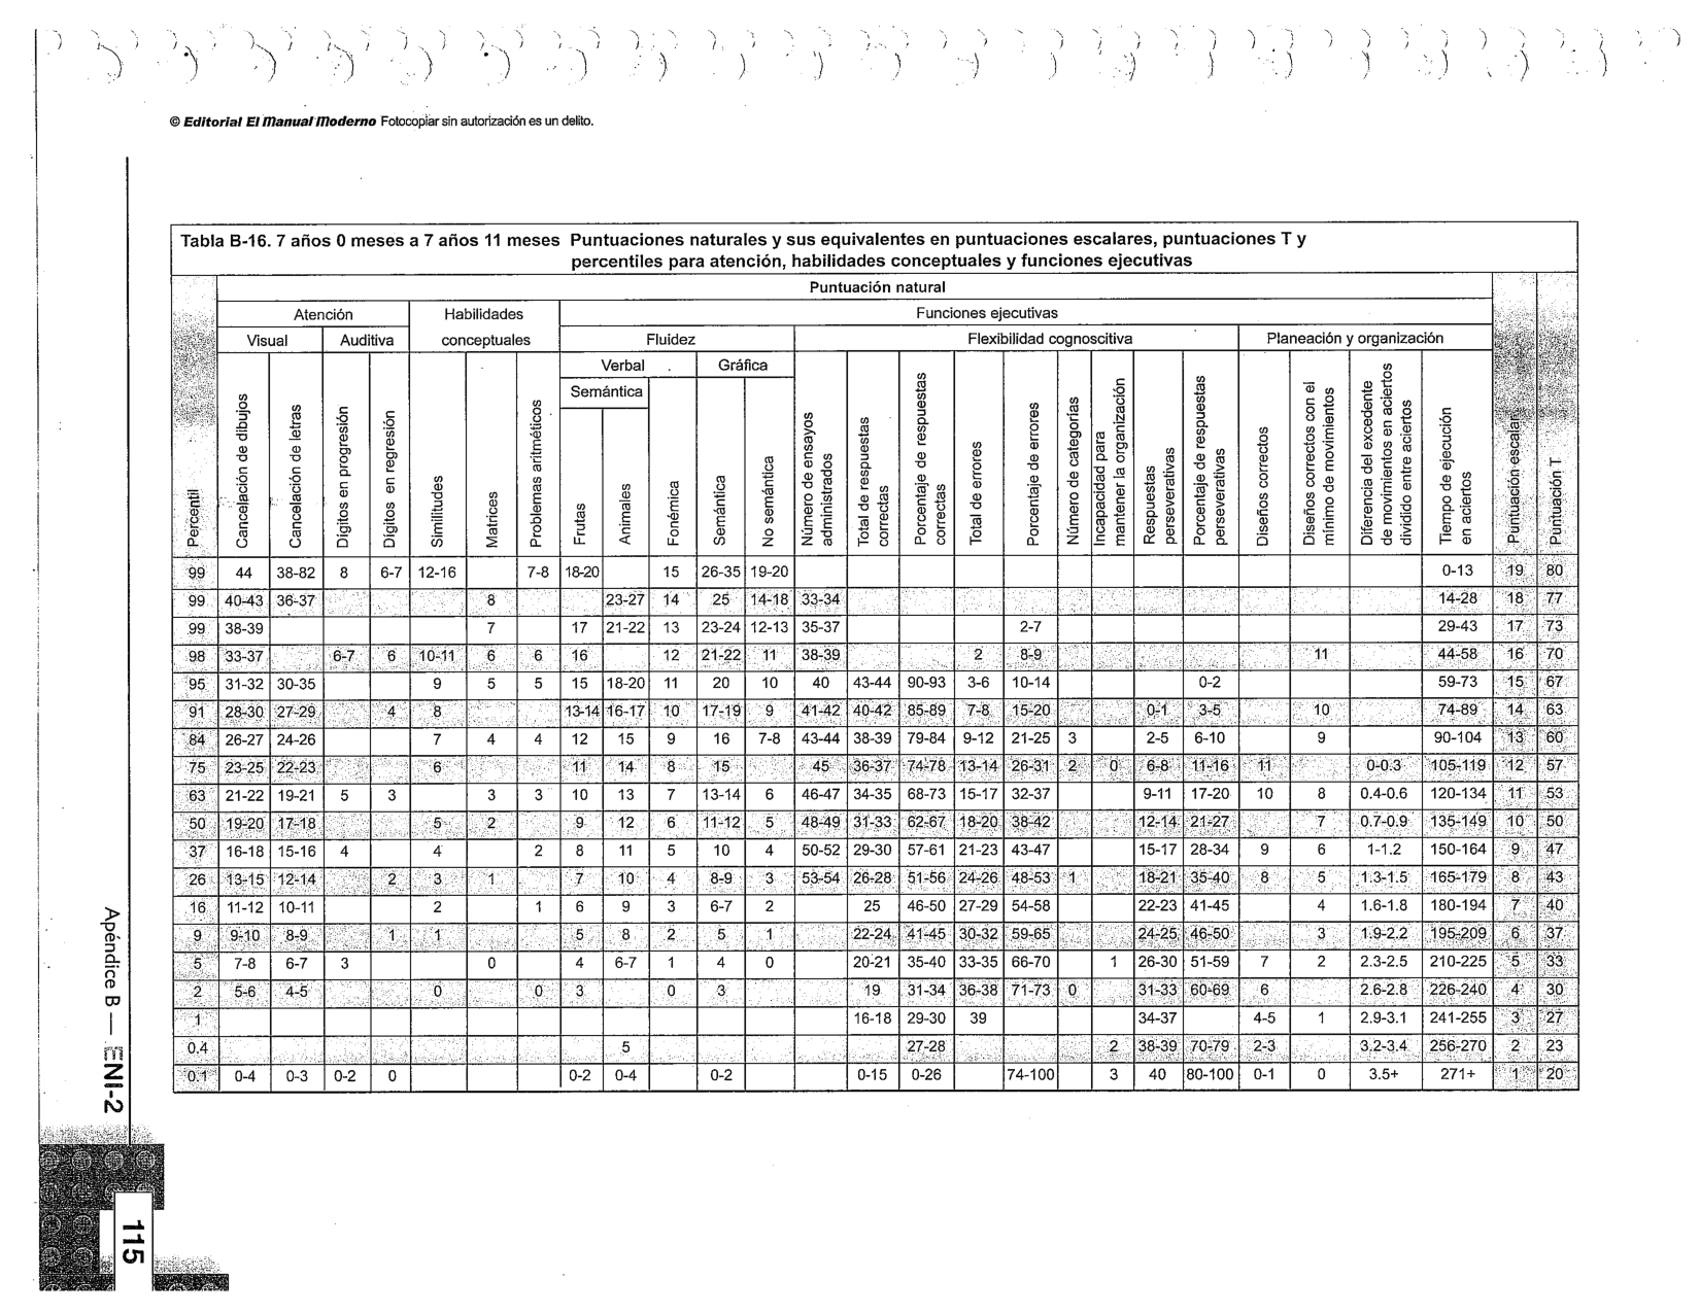 © Editorial El Manual Moderno Fotocopiar sin autorización es un delito.
Tabla B-16. 7 años 0 meses a 7 años 11 meses Puntuaciones naturales y sus equivalentes en puntuaciones escalares, puntuaciones T y
percentiles para atención, habilidades conceptuales y funciones ejecutivas
Puntuación natural
Atención Habilidades conceptuales Funciones ejecutivas
Visual Auditiva Fluidez Flexibilidad cognoscitiva Planeación y organización
Verbal Gráfica
Semántica
Percentil
Cancelación de dibujos
Cancelación de letras
Dígitos en progresión
Dígitos en regresión
Similitudes
Matrices
Problemas aritméticos
Frutas
Animales
Fonémica
Semántica
No semántica
Número de ensayos administrados
Total de respuestas correctas
Porcentaje de respuestas correctas
Total de errores
Porcentaje de errores
Número de categorías
Incapacidad para mantener la organización
Respuestas perseverativas
Porcentaje de respuestas perseverativas
Diseños correctos
Diseños correctos con el mínimo de movimientos
Diferencia del excedente de movimientos en aciertos dividido entre aciertos
Tiempo de ejecución en aciertos
Puntuación escalar
Puntuación T
99 44 38-82 8 6-7 12-16 7-8 18-20 15 26-35 19-20 0-13 19 80
99 40-43 36-37 8 23-27 14 25 14-18 33-34 14-28 18 77
99 38-39 7 17 21-22 13 23-24 12-13 35-37 2-7 29-43 17 73
98 33-37 6-7 6 10-11 6 6 16 12 21-22 11 38-39 2 8-9 11 44-58 16 70
95 31-32 30-35 9 5 5 15 18-20 11 20 10 40 43-44 90-93 3-6 10-14 0-2 59-73 15 67
91 28-30 27-29 4 8 13-14 16-17 10 17-19 9 41-42 40-42 85-89 7-8 15-20 0-1 3-5 10 74-89 14 63
84 26-27 24-26 7 4 4 12 15 9 16 7-8 43-44 38-39 79-84 9-12 21-25 3 2-5 6-10 9 90-104 13 60
75 23-25 22-23 6 11 14 8 15 45 36-37 74-78 13-14 26-31 2 0 6-8 11-16 11 0-0.3 105-119 12 57
63 21-22 19-21 5 3 3 3 10 13 7 13-14 6 46-47 34-35 68-73 15-17 32-37 9-11 17-20 10 8 0.4-0.6 120-134 11 53
50 19-20 17-18 5 2 9 12 6 11-12 5 48-49 31-33 62-67 18-20 38-42 12-14 21-27 7 0.7-0.9 135-149 10 50
37 16-18 15-16 4 4 2 8 11 5 10 4 50-52 29-30 57-61 21-23 43-47 15-17 28-34 9 6 1-1.2 150-164 9 47
26 13-15 12-14 2 3 1 7 10 4 8-9 3 53-54 26-28 51-56 24-26 48-53 1 18-21 35-40 8 5 1.3-1.5 165-179 8 43
16 11-12 10-11 2 1 6 9 3 6-7 2 25 46-50 27-29 54-58 22-23 41-45 4 1.6-1.8 180-194 7 40
9 9-10 8-9 1 1 5 8 2 5 1 22-24 41-45 30-32 59-65 24-25 46-50 3 1.9-2.2 195-209 6 37
5 7-8 6-7 3 0 4 6-7 1 4 0 20-21 35-40 33-35 66-70 1 26-30 51-59 7 2 2.3-2.5 210-225 5 33
2 5-6 4-5 0 0 3 0 3 19 31-34 36-38 71-73 0 31-33 60-69 6 2.6-2.8 226-240 4 30
1 16-18 29-30 39 34-37 4-5 1 2.9-3.1 241-255 3 27
0.4 5 27-28 2 38-39 70-79 2-3 3.2-3.4 256-270 2 23
0.1 0-4 0-3 0-2 0 0-2 0-4 0-2 0-15 0-26 74-100 3 40 80-100 0-1 0 3.5+ 271+ 1 20
Apéndice B — ENI-2
115